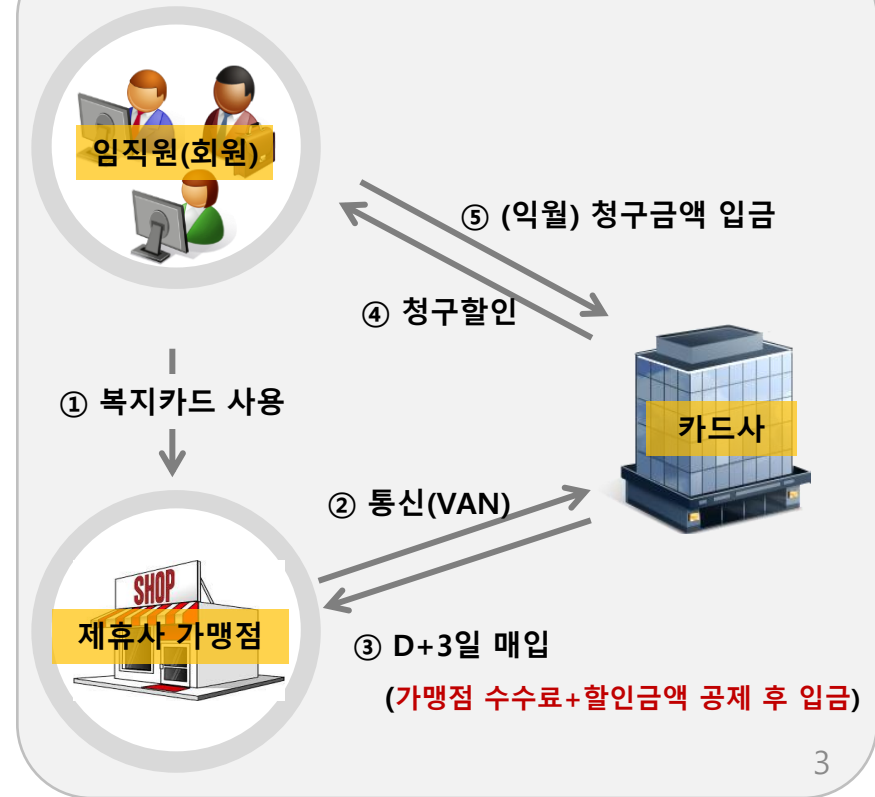 임직원(회원)
⑤ (익월) 청구금액 입금
④ 청구할인
① 복지카드 사용
카드사
② 통신(VAN)
SHOP
제휴사 가맹점
③ D+3일 매입
(가맹점 수수료+할인금액 공제 후 입금)
3